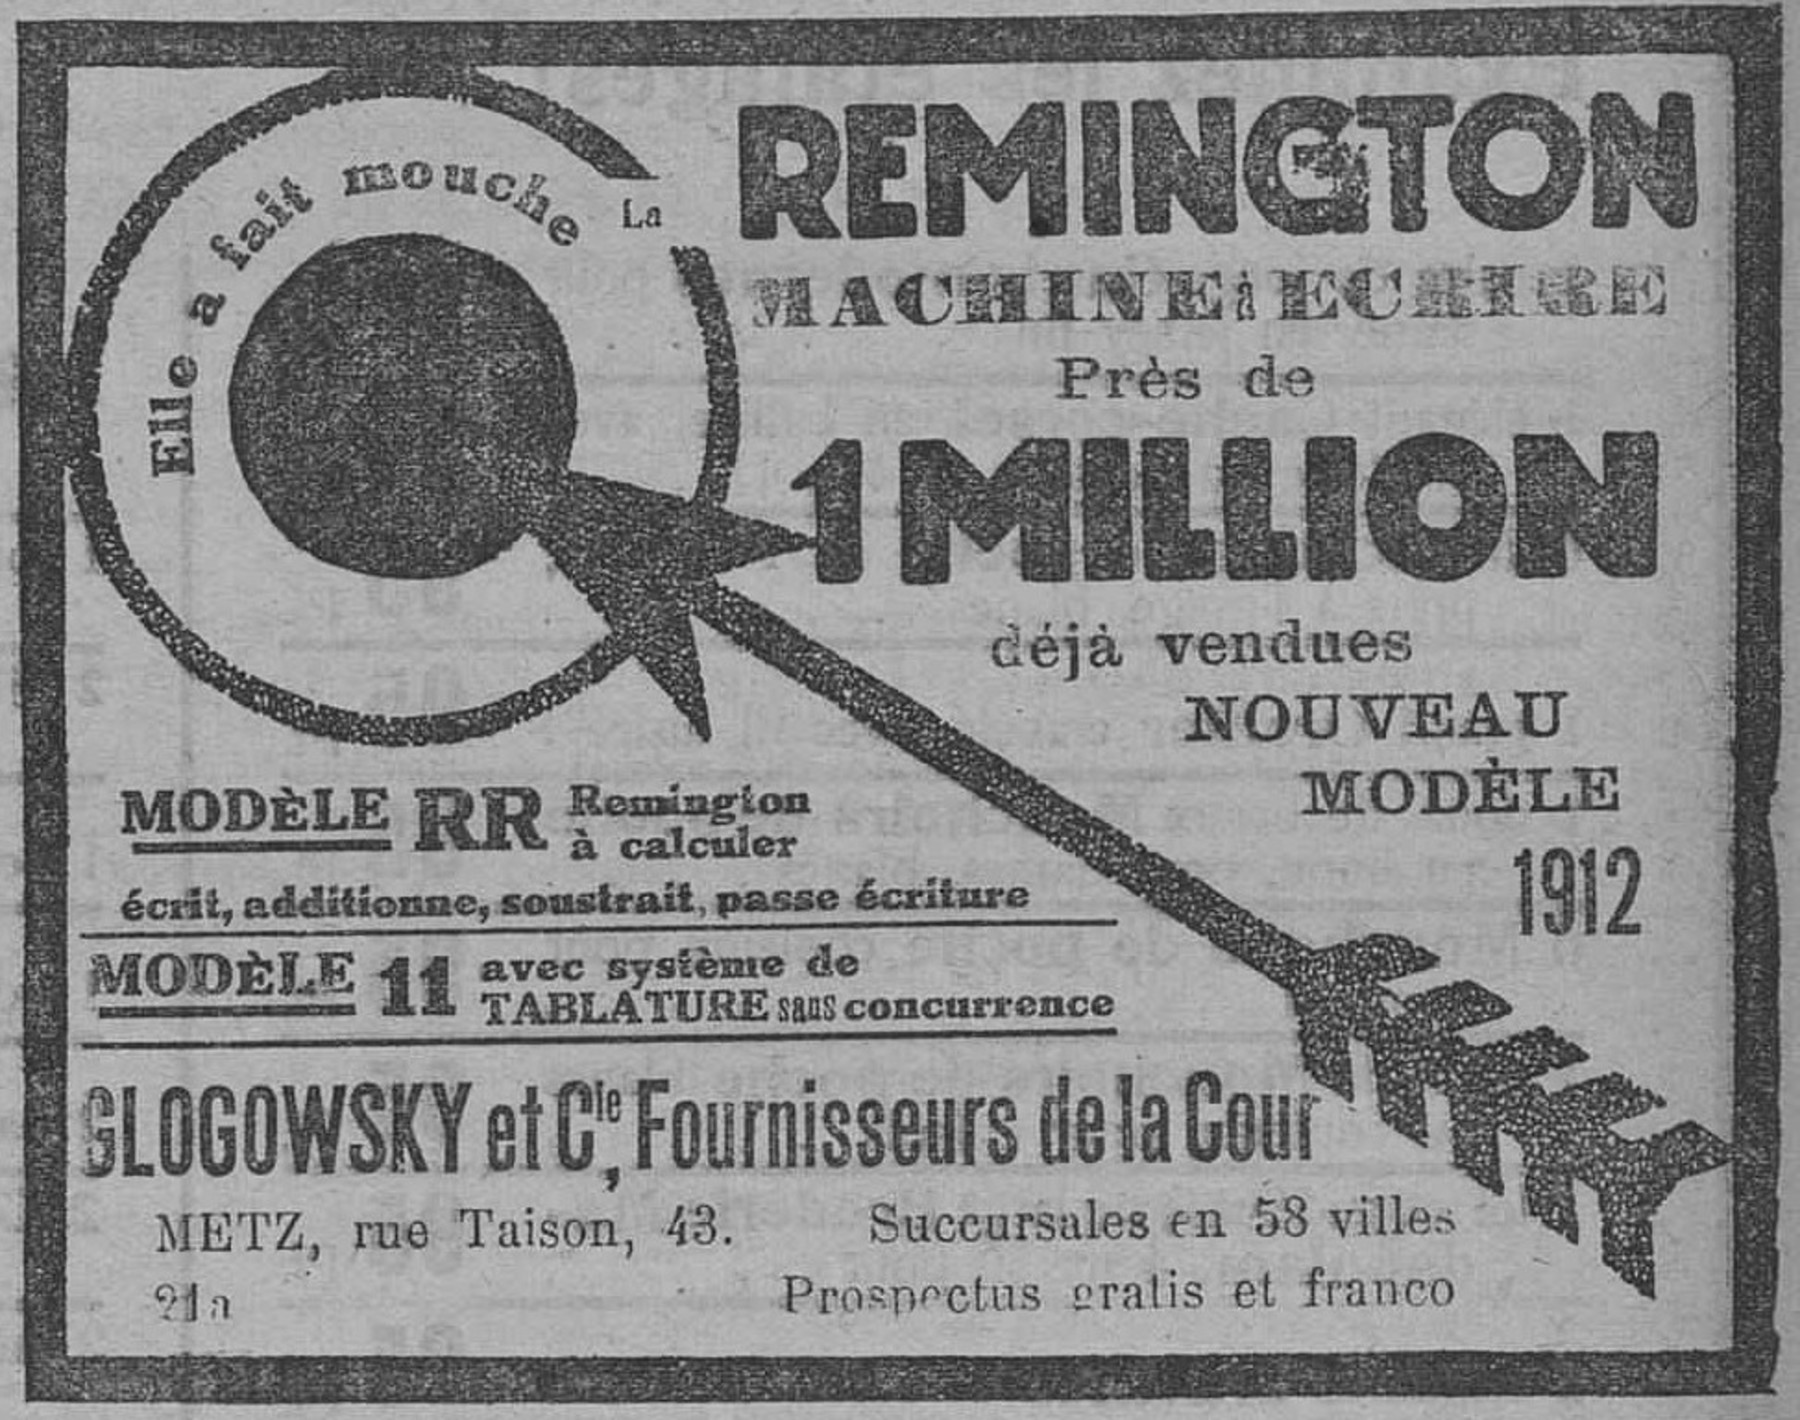 Elle a fait mouche
La
REMINGTON
MACHINE à ECRIRE
Près de
1 MILLION
déjà vendues
NOUVEAU
MODÈLE
1912
MODÈLE RR Remington
à calculer
écrit, additionne, soustrait, passe écriture
MODÈLE 11 avec système de
TABLATURE sans concurrence
GLOGOWSKY et Cie, Fournisseurs de la Cour
METZ, rue Taison, 43. Succursales en 58 villes
21a Prospectus gratis et franco